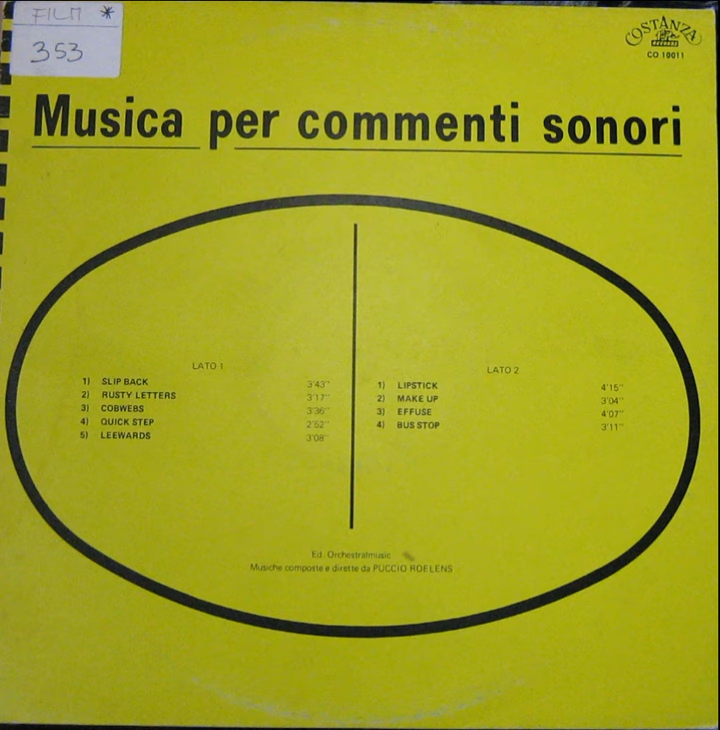 FILM *
353
COSTANZA
RECORDS
CO 10011
Musica per commenti sonori
LATO 1
1) SLIP BACK 3'43"
2) RUSTY LETTERS 3'17"
3) COBWEBS 3'36"
4) QUICK STEP 2'52"
5) LEEWARDS 3'08"
LATO 2
1) LIPSTICK 4'15"
2) MAKE UP 3'04"
3) EFFUSE 4'07"
4) BUS STOP 3'11"
Ed. Orchestralmusic
Musiche composte e dirette da PUCCIO ROELENS